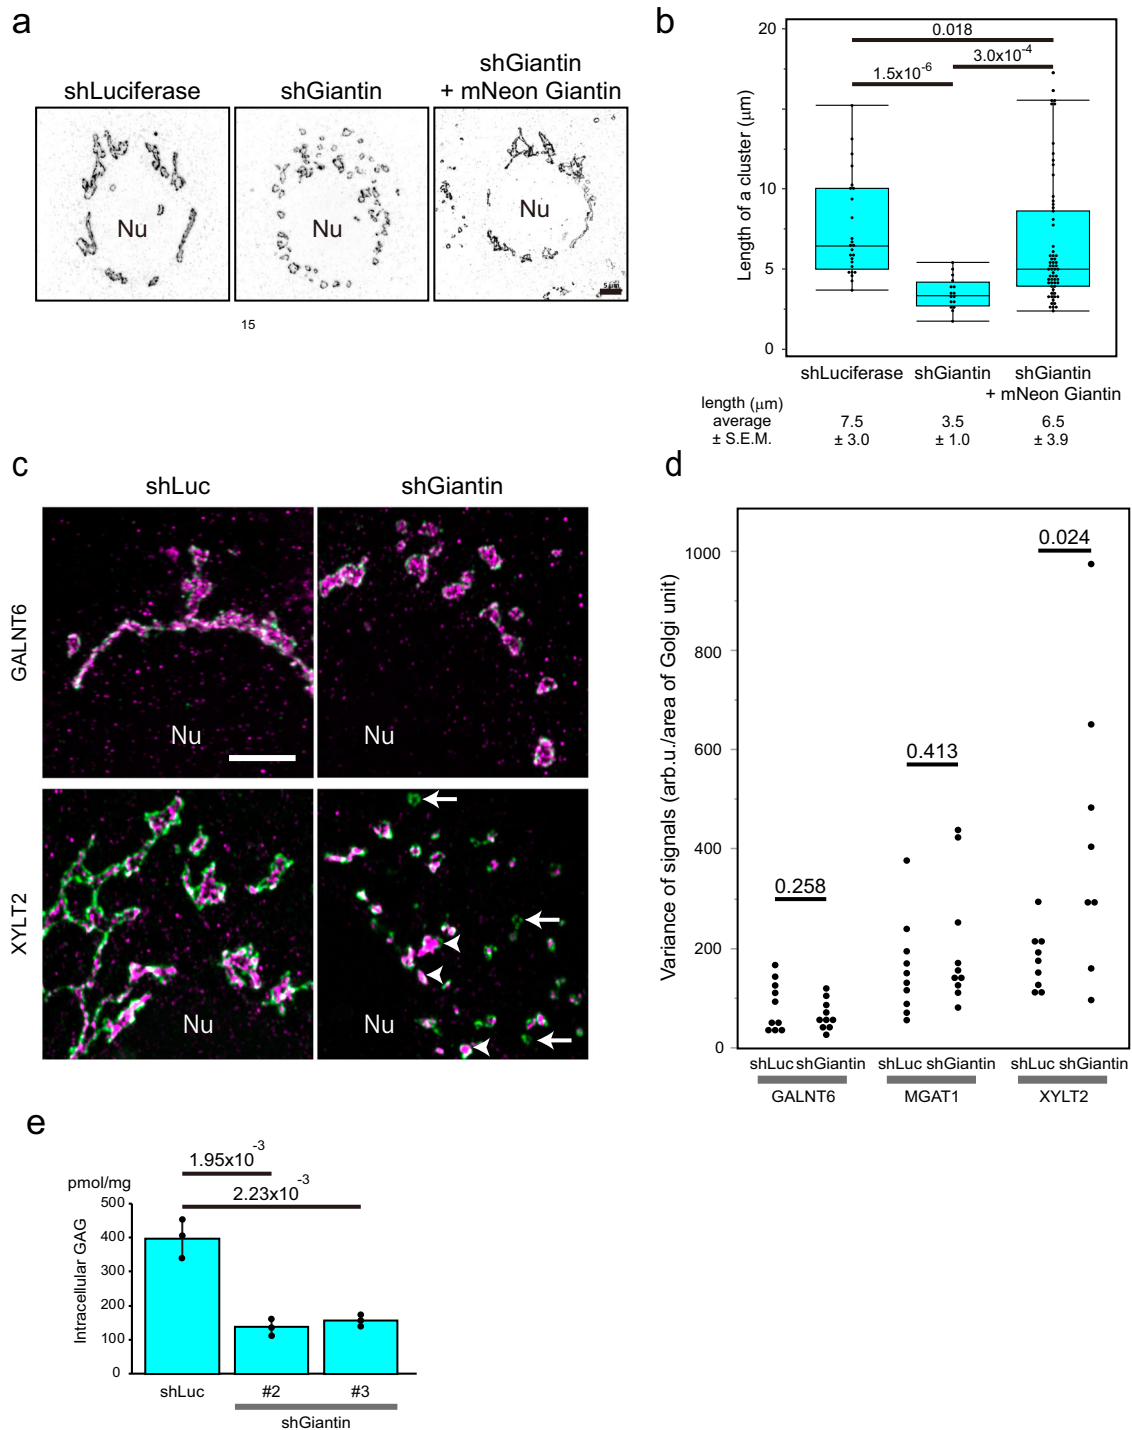 a
shLuciferase
shGiantin
shGiantin
+ mNeon Giantin
Nu
Nu
Nu
5 μm
15
b
Length of a cluster (μm)
20
10
5
0
0.018
1.5x10-6
3.0x10-4
shLuciferase
shGiantin
shGiantin
+ mNeon Giantin
length (μm)
average
± S.E.M.
7.5
± 3.0
3.5
± 1.0
6.5
± 3.9
c
shLuc
shGiantin
GALNT6
Nu
Nu
XYLT2
Nu
Nu
d
Variance of signals (arb.u./area of Golgi unit)
1000
800
600
400
200
0
0.258
0.413
0.024
shLuc shGiantin
shLuc shGiantin
shLuc shGiantin
GALNT6
MGAT1
XYLT2
e
1.95x10-3
2.23x10-3
pmol/mg
Intracellular GAG
500
400
300
200
100
0
shLuc
#2
#3
shGiantin